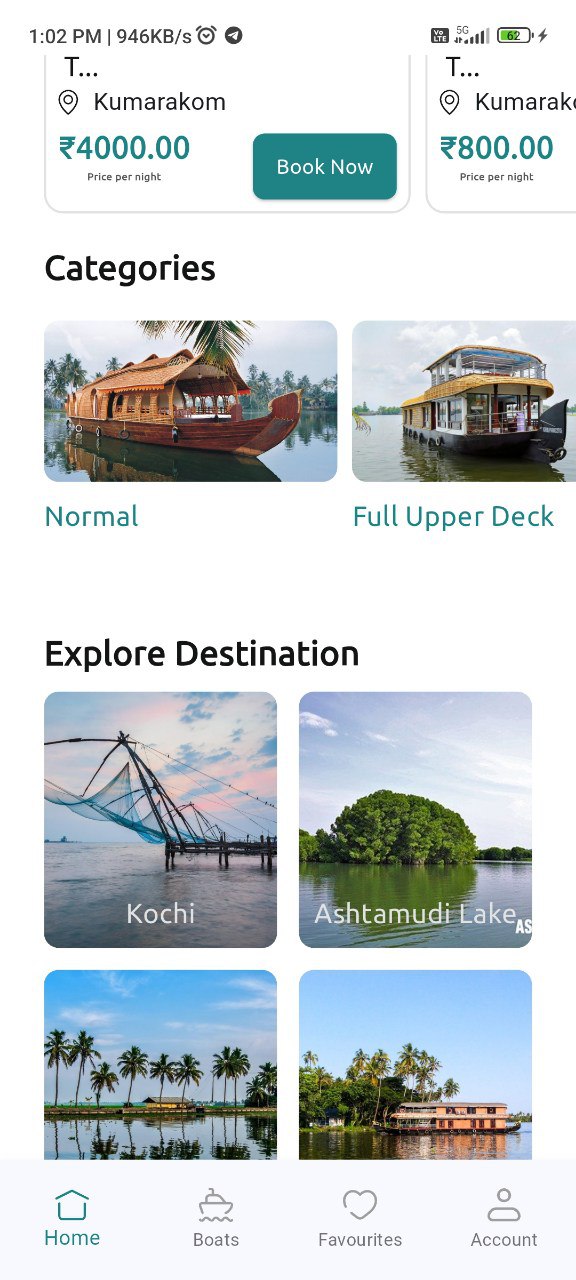 1:02 PM | 946KB/s
Vo LTE 5G 62
T...
T...
Kumarakom
Kumarako
₹4000.00
₹800.00
Price per night
Book Now
Price per night
Categories
Normal
Full Upper Deck
Explore Destination
Kochi
Ashtamudi Lake
AS
Home
Boats
Favourites
Account